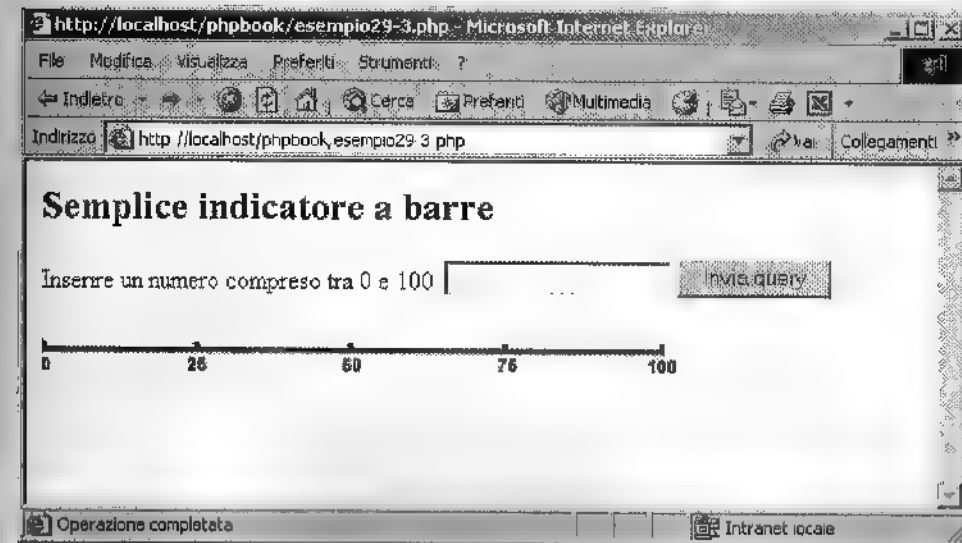 http://localhost/phpbook/esempio29-3.php - Microsoft Internet Explorer
File Modifica Visualizza Preferiti Strumenti ?
Indietro Cerca Preferiti Multimedia
Indirizzo http://localhost/phpbook/esempio29-3.php Vai Collegamenti »
Semplice indicatore a barre
Inserire un numero compreso tra 0 e 100 Invia query
0 25 50 75 100
Operazione completata Intranet locale